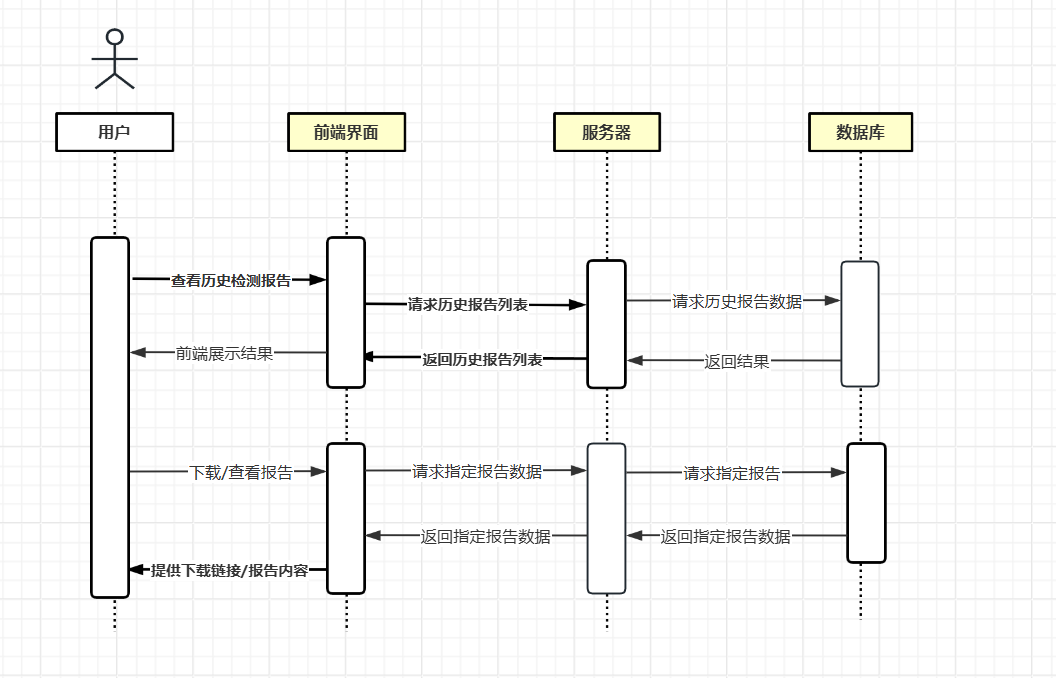 用户
前端界面
服务器
数据库
查看历史检测报告
请求历史报告列表
请求历史报告数据
前端展示结果
返回历史报告列表
返回结果
下载/查看报告
请求指定报告数据
请求指定报告
返回指定报告数据
返回指定报告数据
提供下载链接/报告内容